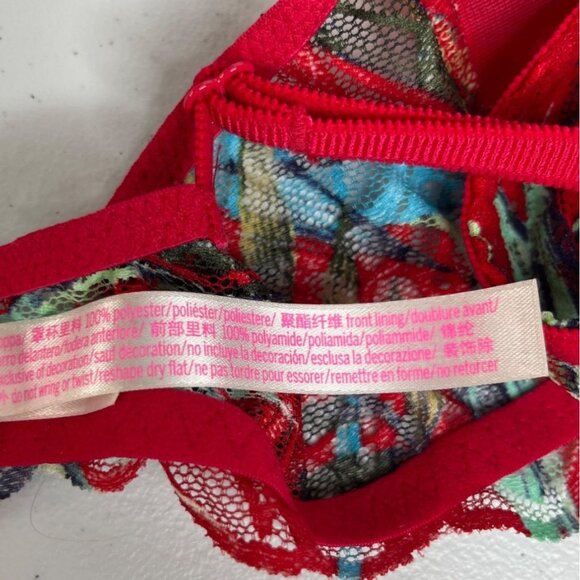 copa/罩杯里料 100% polyester/poliéster/poliestere/ 聚酯纤维 front lining/doublure avant/
forro delantero/fodera anteriore/ 前部里料 100% polyamide/poliamida/poliammide/ 锦纶
exclusive of decoration/sauf décoration/no incluye la decoración/esclusa la decorazione/ 装饰除
外 do not wring or twist/reshape dry flat/ne pas tordre pour essorer/remettre en forme/no retorcer